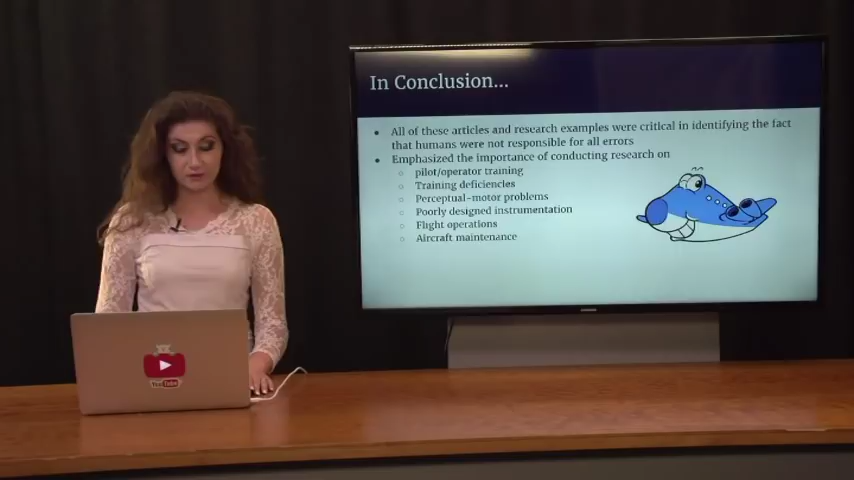 In Conclusion...
All of these articles and research examples were critical in identifying the fact
that humans were not responsible for all errors
Emphasized the importance of conducting research on
pilot/operator training
Training deficiencies
Perceptual-motor problems
Poorly designed instrumentation
Flight operations
Aircraft maintenance
You Tube